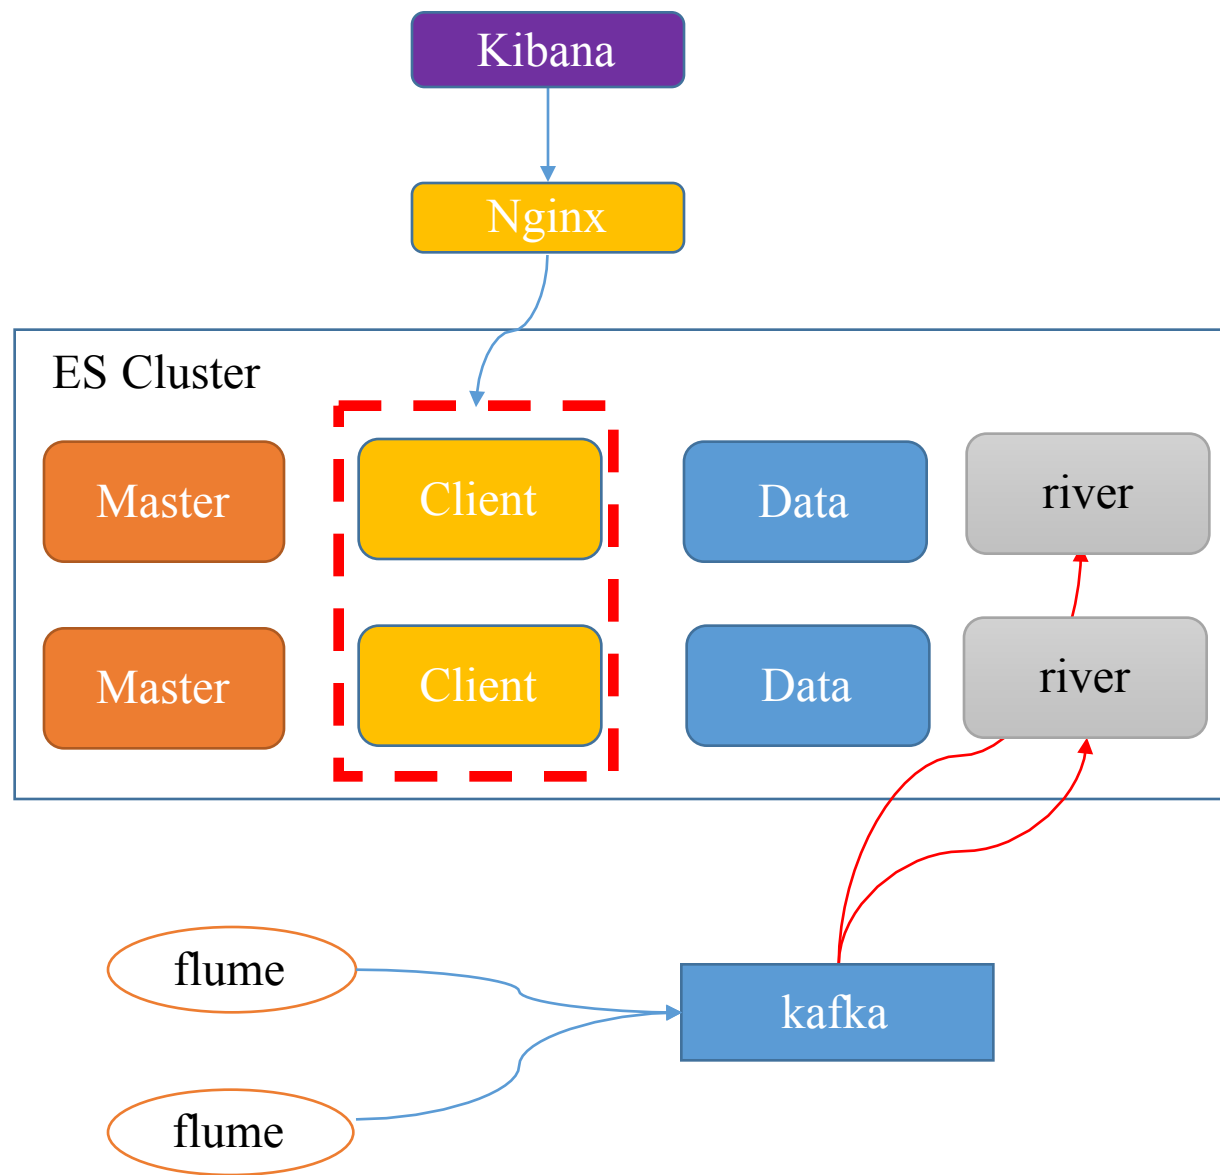 Kibana
Nginx
ES Cluster
Master
Client
Data
river
Master
Client
Data
river
flume
kafka
flume